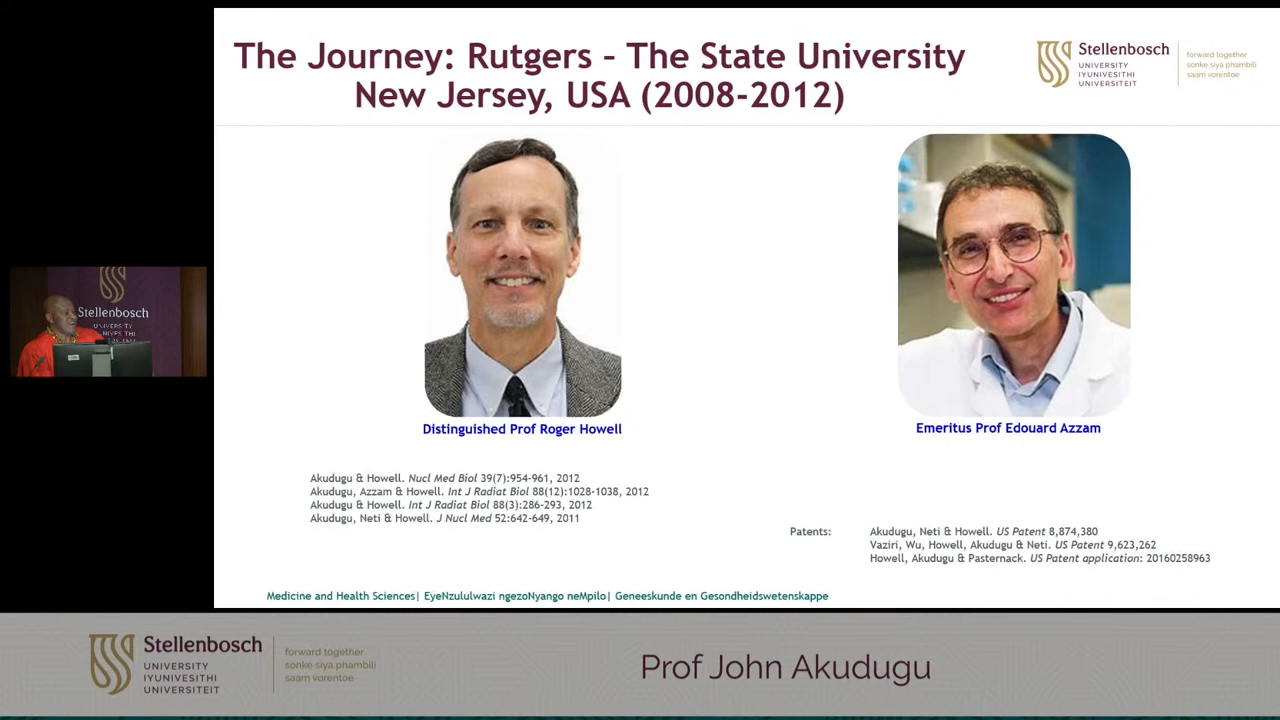 The Journey: Rutgers – The State University
New Jersey, USA (2008-2012)
Stellenbosch
UNIVERSITY
IYUNIVESITHI
UNIVERSITEIT
forward together
sonke siya phambili
saam vorentoe
Stellenbosch
UNIVERSITY
Distinguished Prof Roger Howell
Emeritus Prof Edouard Azzam
Akudugu & Howell. Nucl Med Biol 39(7):954-961, 2012
Akudugu, Azzam & Howell. Int J Radiat Biol 88(12):1028-1038, 2012
Akudugu & Howell. Int J Radiat Biol 88(3):286-293, 2012
Akudugu, Neti & Howell. J Nucl Med 52:642-649, 2011
Patents: Akudugu, Neti & Howell. US Patent 8,874,380
Vaziri, Wu, Howell, Akudugu & Neti. US Patent 9,623,262
Howell, Akudugu & Pasternack. US Patent application: 20160258963
Medicine and Health Sciences| EyeNzululwazi ngezoNyango neMpilo| Geneeskunde en Gesondheidswetenskappe
Stellenbosch
UNIVERSITY
IYUNIVESITHI
UNIVERSITEIT
forward together
sonke siya phambili
saam vorentoe
Prof John Akudugu